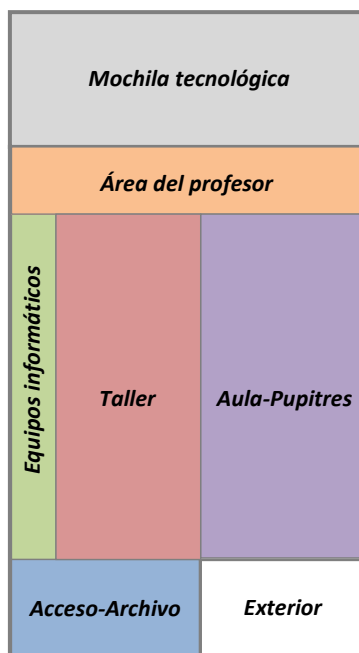 Mochila tecnológica
Área del profesor
Equipos informáticos
Taller
Aula-Pupitres
Acceso-Archivo
Exterior